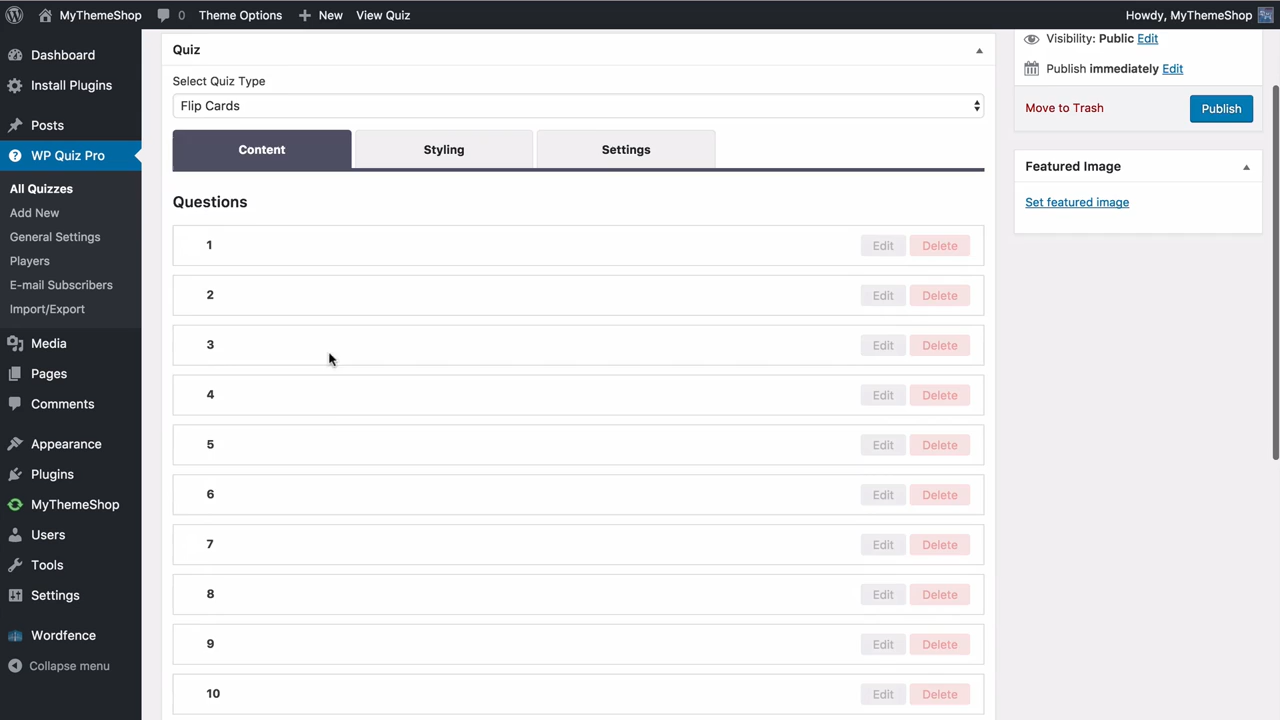 MyThemeShop 0 Theme Options New View Quiz Howdy, MyThemeShop
Dashboard
Install Plugins
Posts
WP Quiz Pro
All Quizzes
Add New
General Settings
Players
E-mail Subscribers
Import/Export
Media
Pages
Comments
Appearance
Plugins
MyThemeShop
Users
Tools
Settings
Wordfence
Collapse menu
Quiz
Select Quiz Type
Flip Cards
Content Styling Settings
Questions
1 Edit Delete
2 Edit Delete
3 Edit Delete
4 Edit Delete
5 Edit Delete
6 Edit Delete
7 Edit Delete
8 Edit Delete
9 Edit Delete
10 Edit Delete
Visibility: Public Edit
Publish immediately Edit
Move to Trash Publish
Featured Image
Set featured image